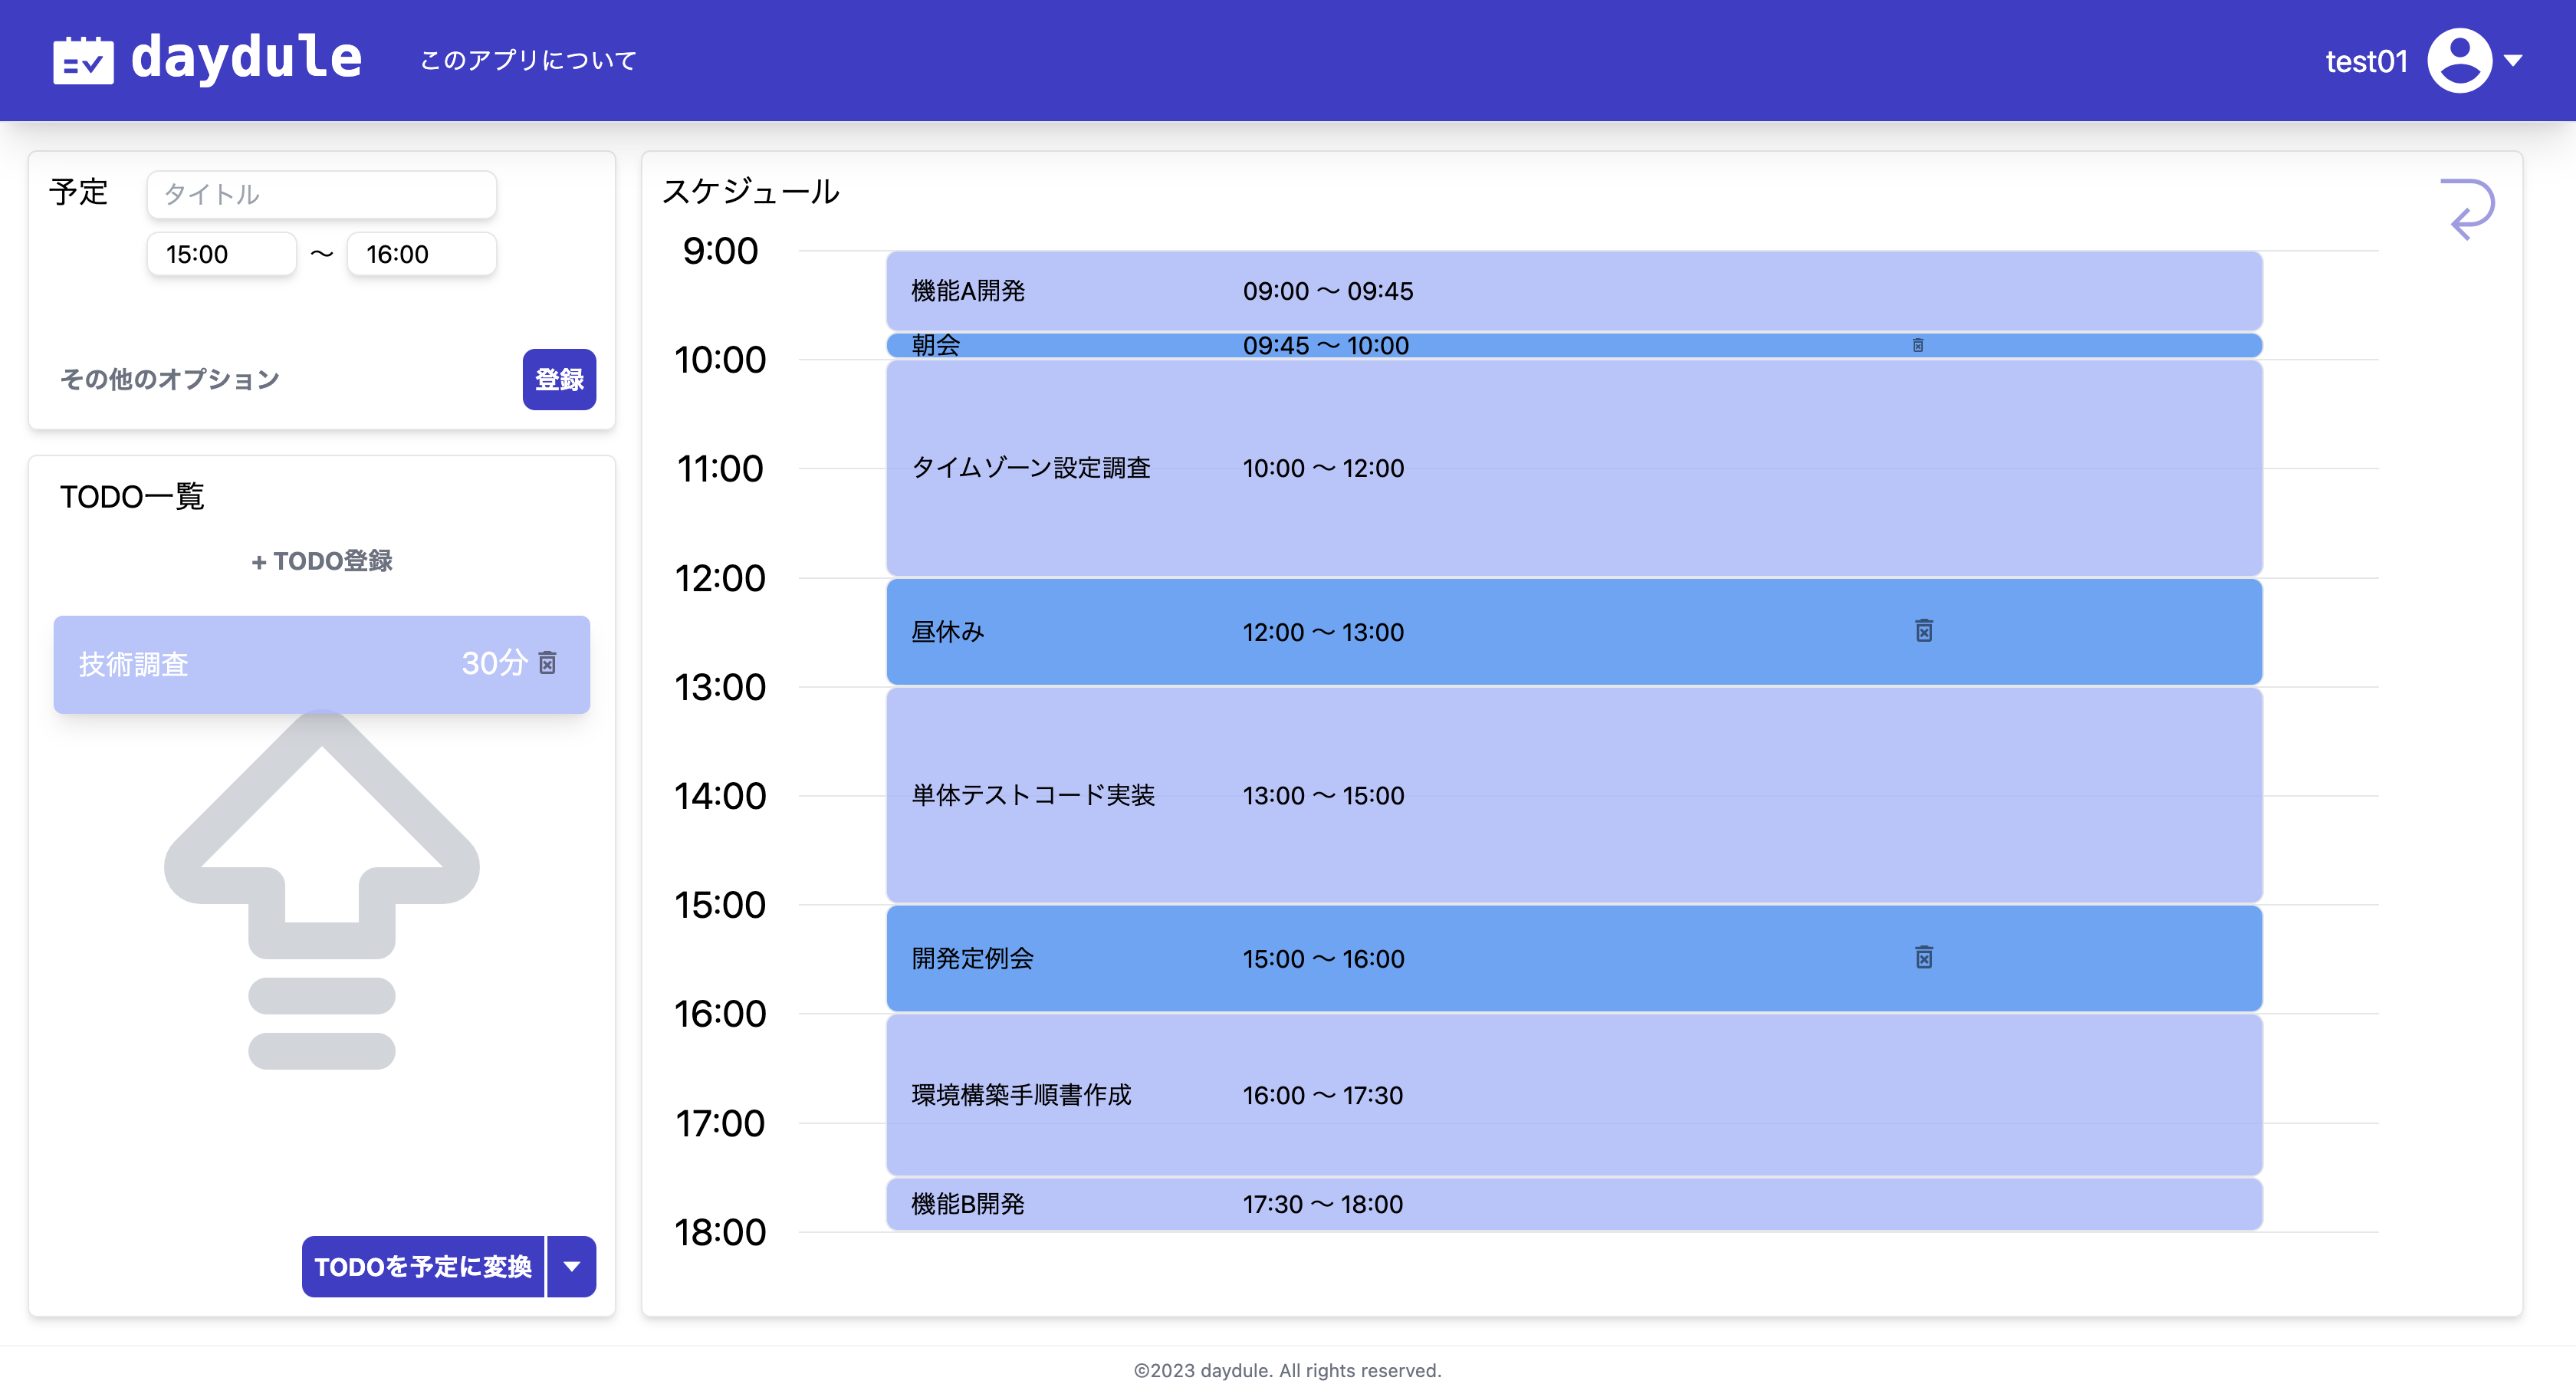 daydule
このアプリについて
test01
予定
タイトル
15:00 〜 16:00
その他のオプション
登録
TODO一覧
+ TODO登録
技術調査 30分
TODOを予定に変換
スケジュール
9:00
機能A開発 09:00 〜 09:45
朝会 09:45 〜 10:00
10:00
11:00
タイムゾーン設定調査 10:00 〜 12:00
12:00
昼休み 12:00 〜 13:00
13:00
14:00
単体テストコード実装 13:00 〜 15:00
15:00
開発定例会 15:00 〜 16:00
16:00
環境構築手順書作成 16:00 〜 17:30
17:00
機能B開発 17:30 〜 18:00
18:00
©2023 daydule. All rights reserved.